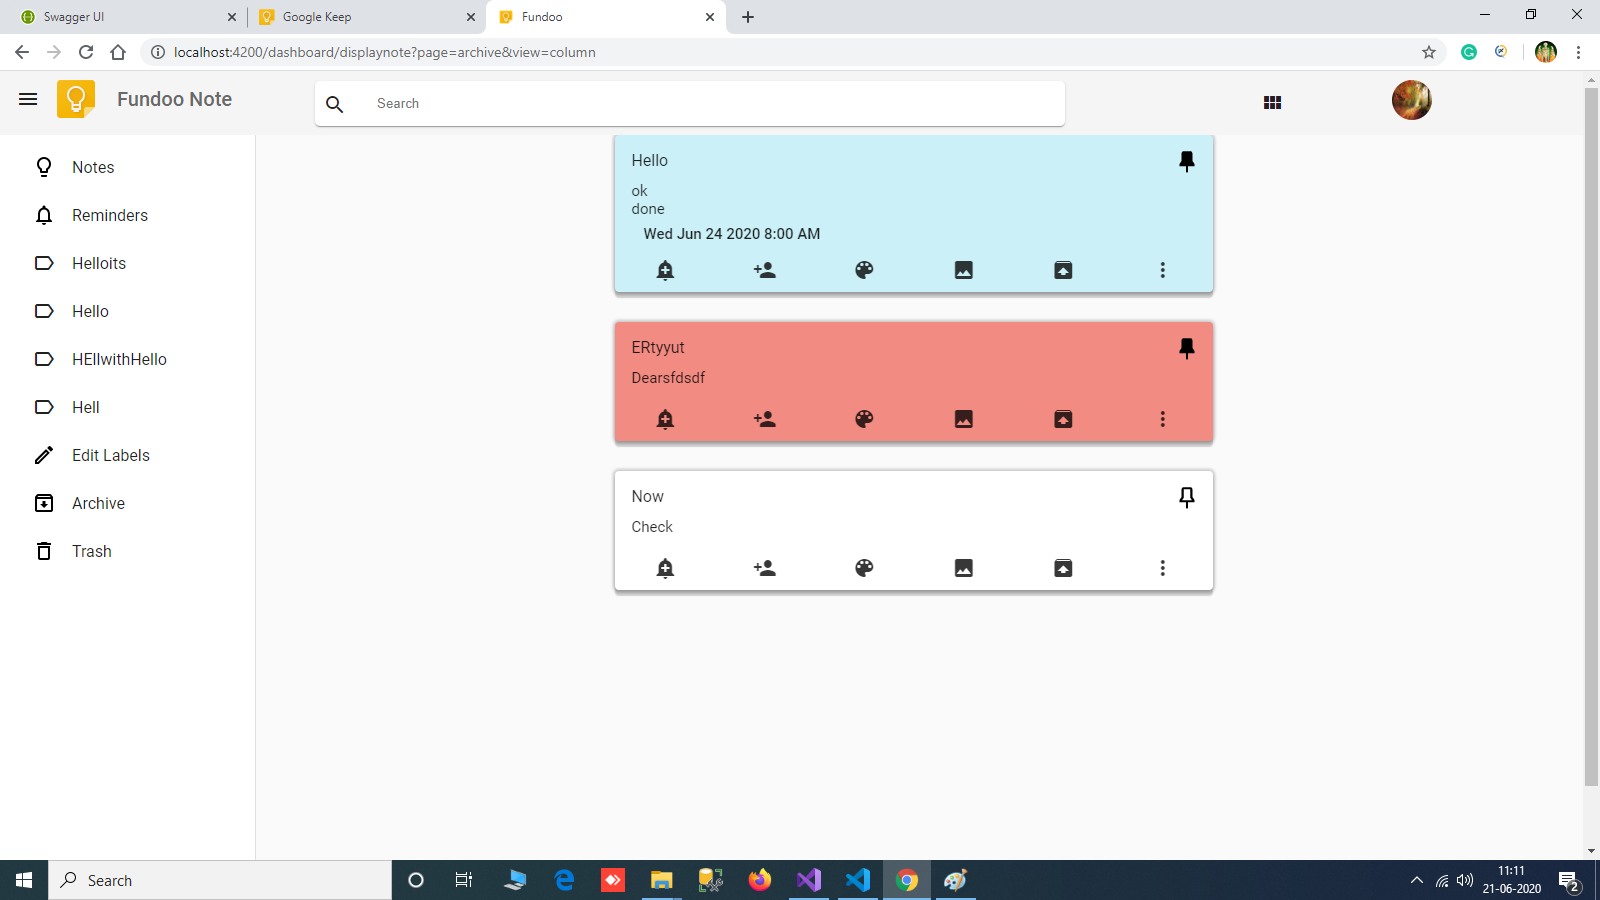 Swagger UI
Google Keep
Fundoo
localhost:4200/dashboard/displaynote?page=archive&view=column
Fundoo Note
Search
Notes
Reminders
Helloits
Hello
HEllwithHello
Hell
Edit Labels
Archive
Trash
Hello
ok
done
Wed Jun 24 2020 8:00 AM
ERtyyut
Dearsfdsdf
Now
Check
Search
11:11
21-06-2020
2